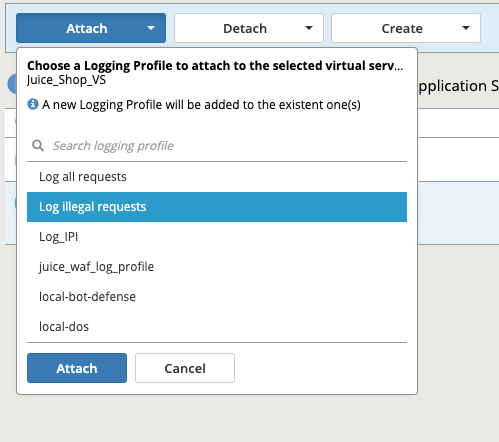 Attach Detach Create
Choose a Logging Profile to attach to the selected virtual serv...
Juice_Shop_VS
A new Logging Profile will be added to the existent one(s)
pplication S
Search logging profile
Log all requests
Log illegal requests
Log_IPI
juice_waf_log_profile
local-bot-defense
local-dos
Attach Cancel